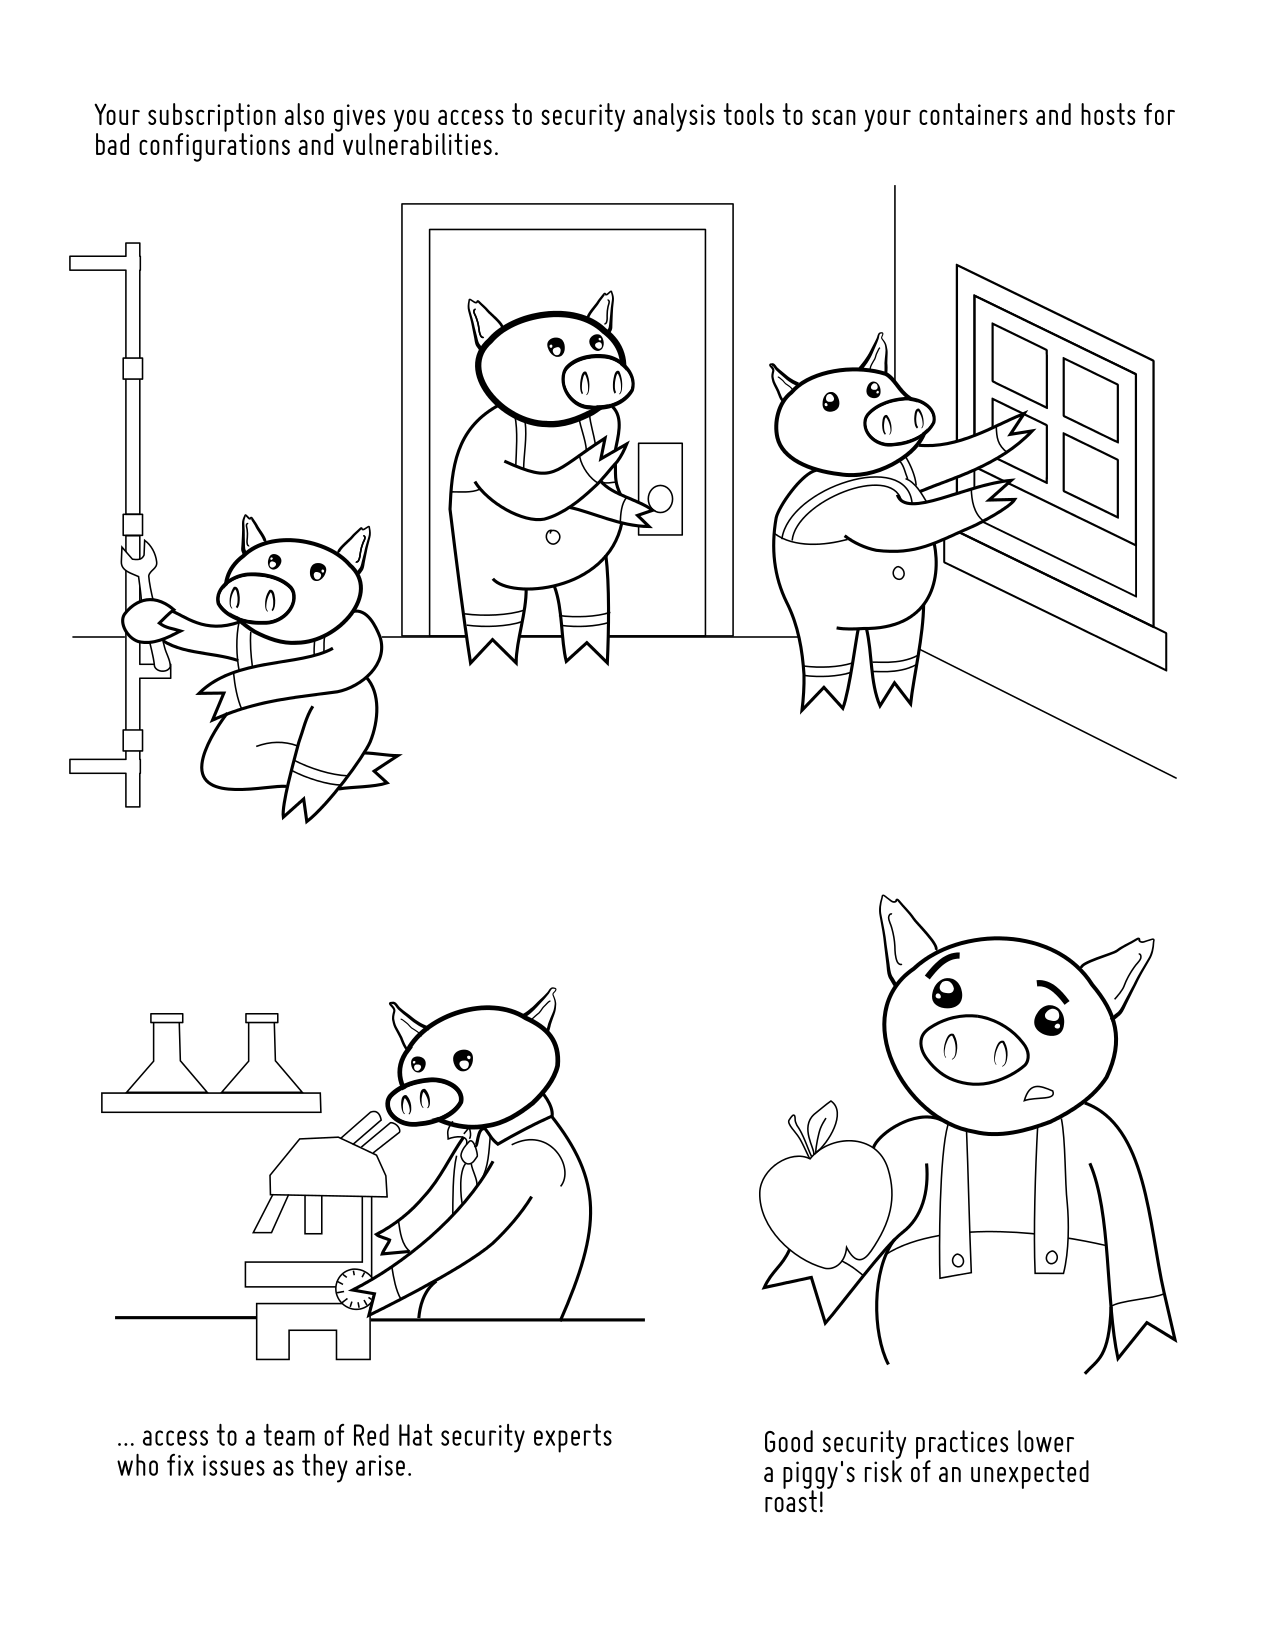 Your subscription also gives you access to security analysis tools to scan your containers and hosts for
bad configurations and vulnerabilities.
... access to a team of Red Hat security experts
who fix issues as they arise.
Good security practices lower
a piggy's risk of an unexpected
roast!